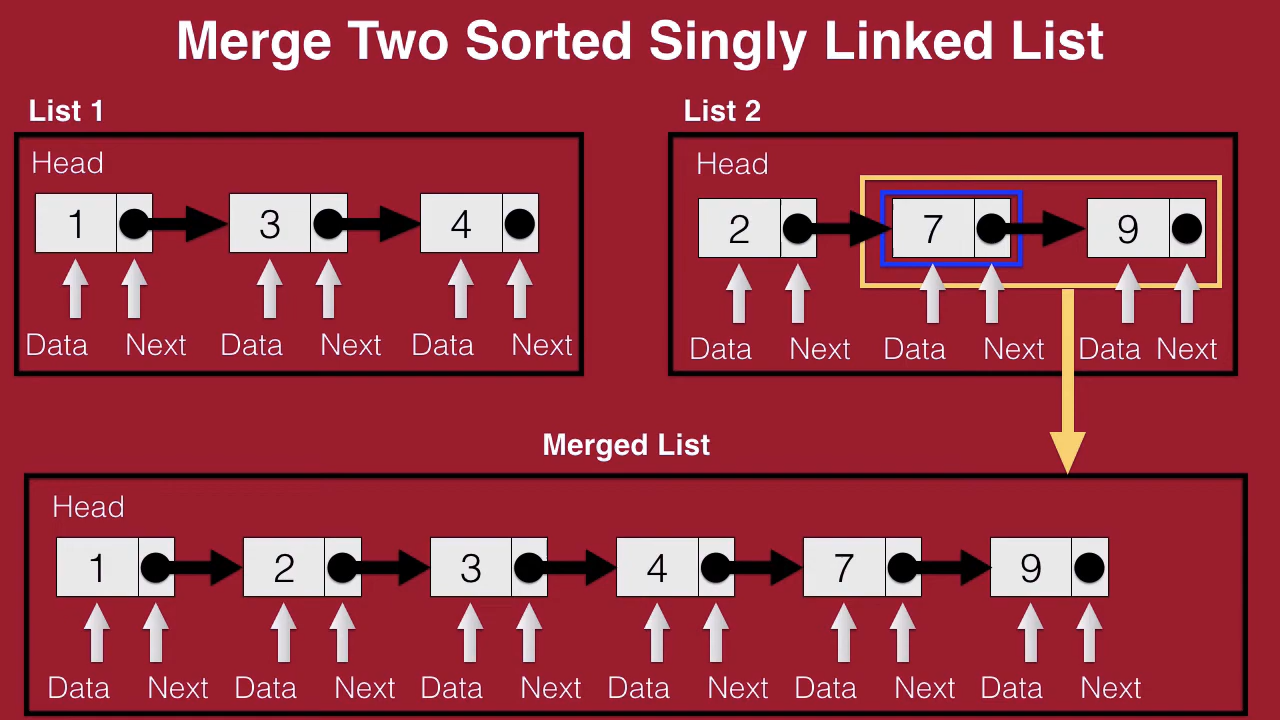 Merge Two Sorted Singly Linked List
List 1
Head
1 3 4
Data Next Data Next Data Next
List 2
Head
2 7 9
Data Next Data Next Data Next
Merged List
Head
1 2 3 4 7 9
Data Next Data Next Data Next Data Next Data Next Data Next